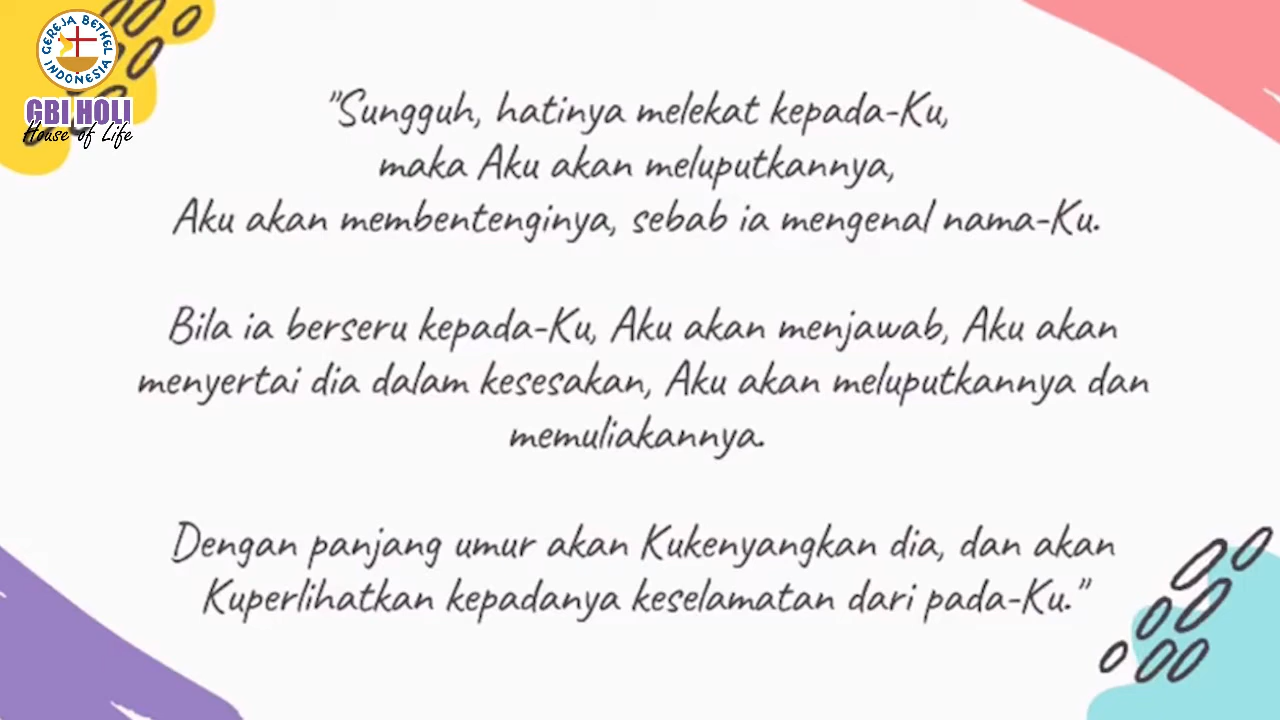 GEREJA BETHEL
INDONESIA
GBI HOLI
House of Life
"Sungguh, hatinya melekat kepada-Ku,
maka Aku akan meluputkannya,
Aku akan membentenginya, sebab ia mengenal nama-Ku.
Bila ia berseru kepada-Ku, Aku akan menjawab, Aku akan
menyertai dia dalam kesesakan, Aku akan meluputkannya dan
memuliakannya.
Dengan panjang umur akan Kukenyangkan dia, dan akan
Kuperlihatkan kepadanya keselamatan dari pada-Ku."